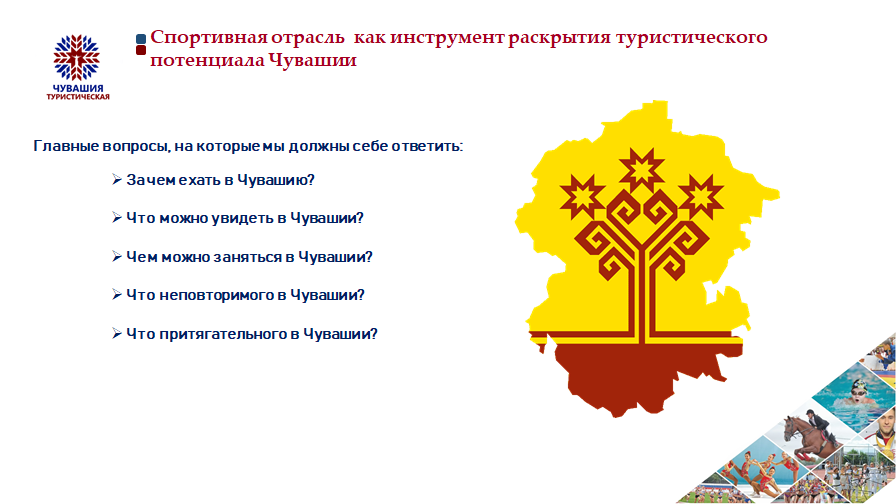 Спортивная отрасль как инструмент раскрытия туристического
потенциала Чувашии
ЧУВАШИЯ
ТУРИСТИЧЕСКАЯ
Главные вопросы, на которые мы должны себе ответить:
Зачем ехать в Чувашию?
Что можно увидеть в Чувашии?
Чем можно заняться в Чувашии?
Что неповторимого в Чувашии?
Что притягательного в Чувашии?